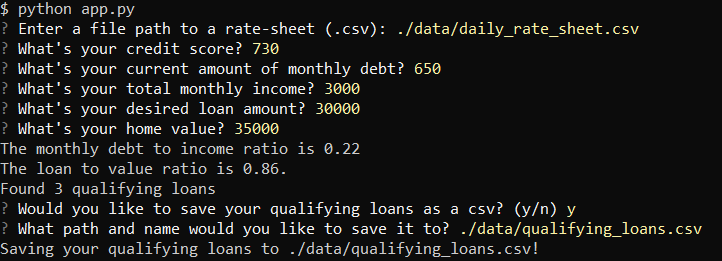 $ python app.py
? Enter a file path to a rate-sheet (.csv): ./data/daily_rate_sheet.csv
? What's your credit score? 730
? What's your current amount of monthly debt? 650
? What's your total monthly income? 3000
? What's your desired loan amount? 30000
? What's your home value? 35000
The monthly debt to income ratio is 0.22
The loan to value ratio is 0.86.
Found 3 qualifying loans
? Would you like to save your qualifying loans as a csv? (y/n) y
? What path and name would you like to save it to? ./data/qualifying_loans.csv
Saving your qualifying loans to ./data/qualifying_loans.csv!